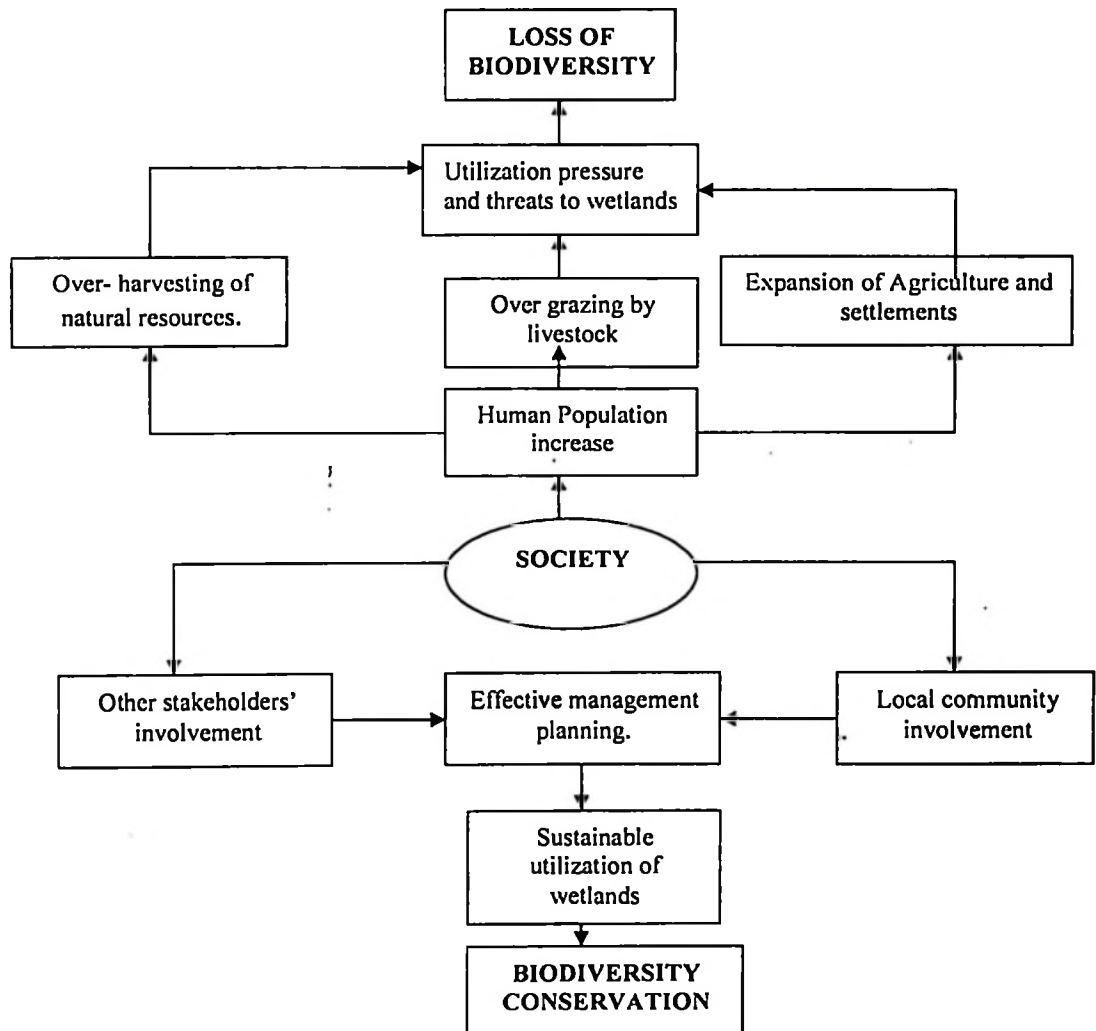 LOSS OF
BIODIVERSITY
Utilization pressure
and threats to wetlands
Over- harvesting of
natural resources.
Over grazing by
livestock
Expansion of Agriculture and
settlements
Human Population
increase
SOCIETY
Other stakeholders'
involvement
Effective management
planning.
Local community
involvement
Sustainable
utilization of
wetlands
BIODIVERSITY
CONSERVATION